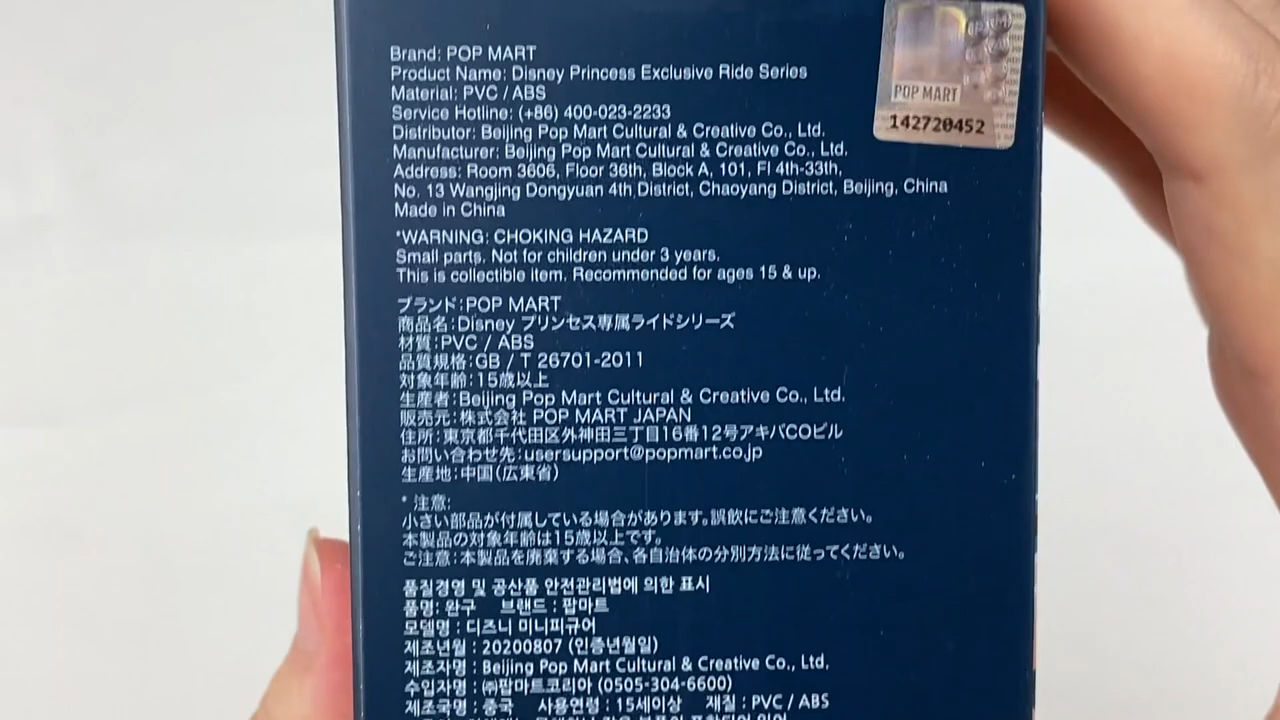 Brand: POP MART
Product Name: Disney Princess Exclusive Ride Series
Material: PVC / ABS
Service Hotline: (+86) 400-023-2233
Distributor: Beijing Pop Mart Cultural & Creative Co., Ltd.
Manufacturer: Beijing Pop Mart Cultural & Creative Co., Ltd.
Address: Room 3606, Floor 36th, Block A, 101, Fl 4th-33th,
No. 13 Wangjing Dongyuan 4th District, Chaoyang District, Beijing, China
Made in China
*WARNING: CHOKING HAZARD
Small parts. Not for children under 3 years.
This is collectible item. Recommended for ages 15 & up.
ブランド:POP MART
商品名:Disney プリンセス専属ライドシリーズ
材質:PVC / ABS
品質規格:GB / T 26701-2011
対象年齢:15歳以上
生産者:Beijing Pop Mart Cultural & Creative Co., Ltd.
販売元:株式会社 POP MART JAPAN
住所:東京都千代田区外神田三丁目16番12号アキバCOビル
お問い合わせ先:usersupport@popmart.co.jp
生産地:中国(広東省)
* 注意:
小さい部品が付属している場合があります。誤飲にご注意ください。
本製品の対象年齢は15歳以上です。
ご注意:本製品を廃棄する場合、各自治体の分別方法に従ってください。
품질경영 및 공산품 안전관리법에 의한 표시
품명: 완구 브랜드 : 팝마트
모델명 : 디즈니 미니피규어
제조년월 : 20200807 (인증년월일)
제조자명 : Beijing Pop Mart Cultural & Creative Co., Ltd.
수입자명 : ㈜팝마트코리아 (0505-304-6600)
제조국명 : 중국 사용연령 : 15세이상 재질 : PVC / ABS
POP MART
142720452